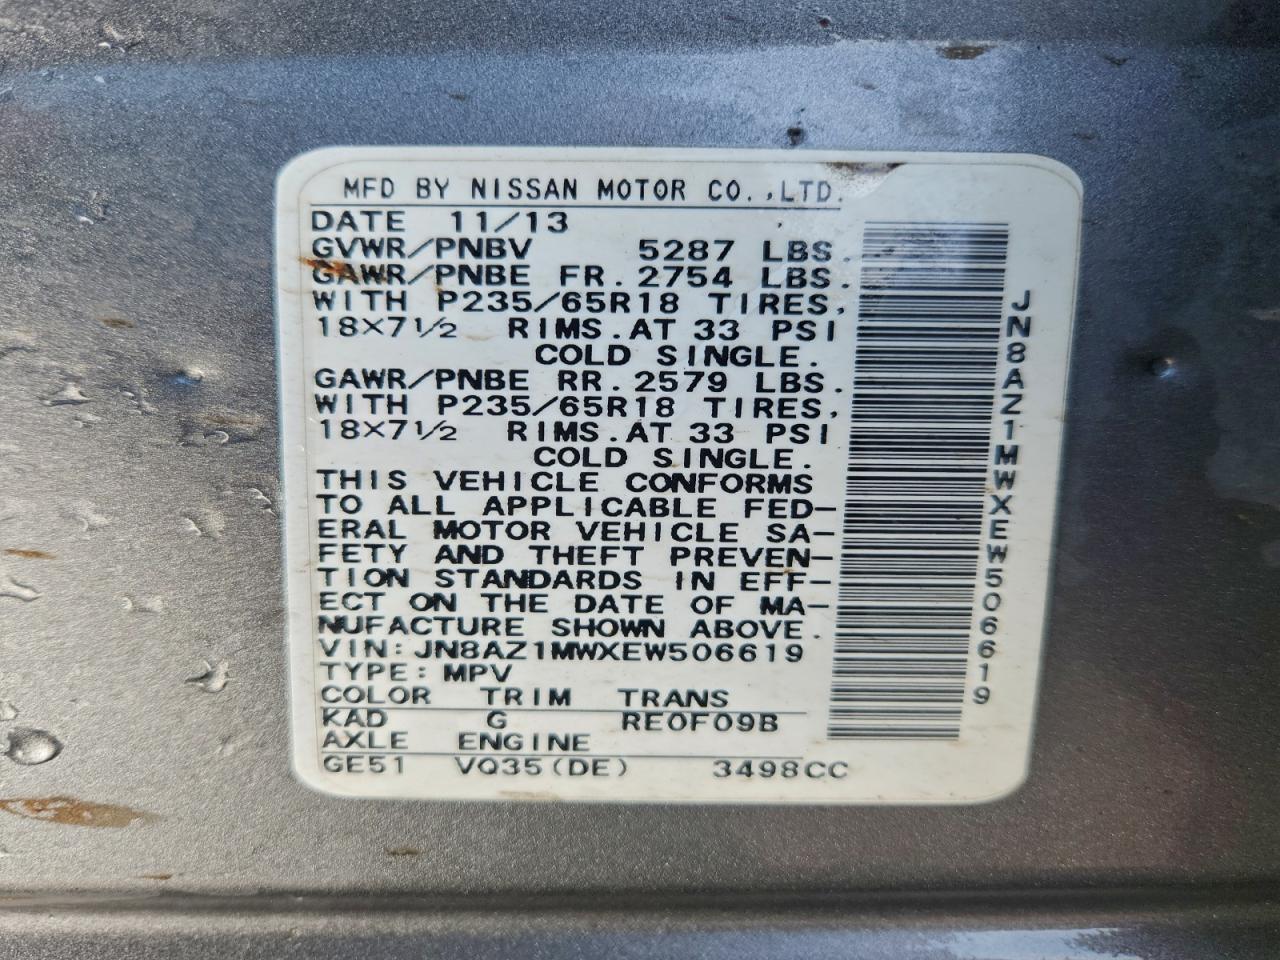 MFD BY NISSAN MOTOR CO.,LTD.
DATE 11/13
GVWR/PNBV 5287 LBS.
GAWR/PNBE FR. 2754 LBS.
WITH P235/65R18 TIRES,
18X7½ RIMS. AT 33 PSI
COLD SINGLE.
GAWR/PNBE RR. 2579 LBS.
WITH P235/65R18 TIRES,
18X7½ RIMS. AT 33 PSI
COLD SINGLE.
THIS VEHICLE CONFORMS
TO ALL APPLICABLE FED-
ERAL MOTOR VEHICLE SA-
FETY AND THEFT PREVEN-
TION STANDARDS IN EFF-
ECT ON THE DATE OF MA-
NUFACTURE SHOWN ABOVE.
VIN: JN8AZ1MWXEW506619
TYPE: MPV
COLOR TRIM TRANS
KAD G RE0F09B
AXLE ENGINE
GE51 VQ35(DE) 3498CC
JN8AZ1MWXEW506619